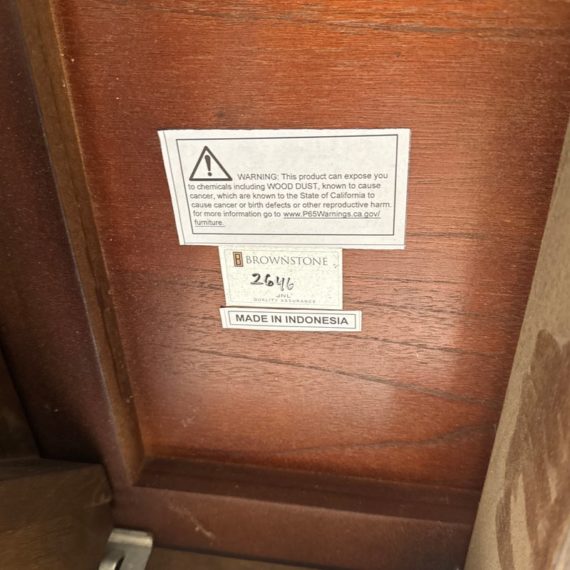 WARNING: This product can expose you
to chemicals including WOOD DUST, known to cause
cancer, which are known to the State of California to
cause cancer or birth defects or other reproductive harm.
for more information go to www.P65Warnings.ca.gov/
furniture.
BROWNSTONE
2646
QUALITY ASSURANCE
MADE IN INDONESIA